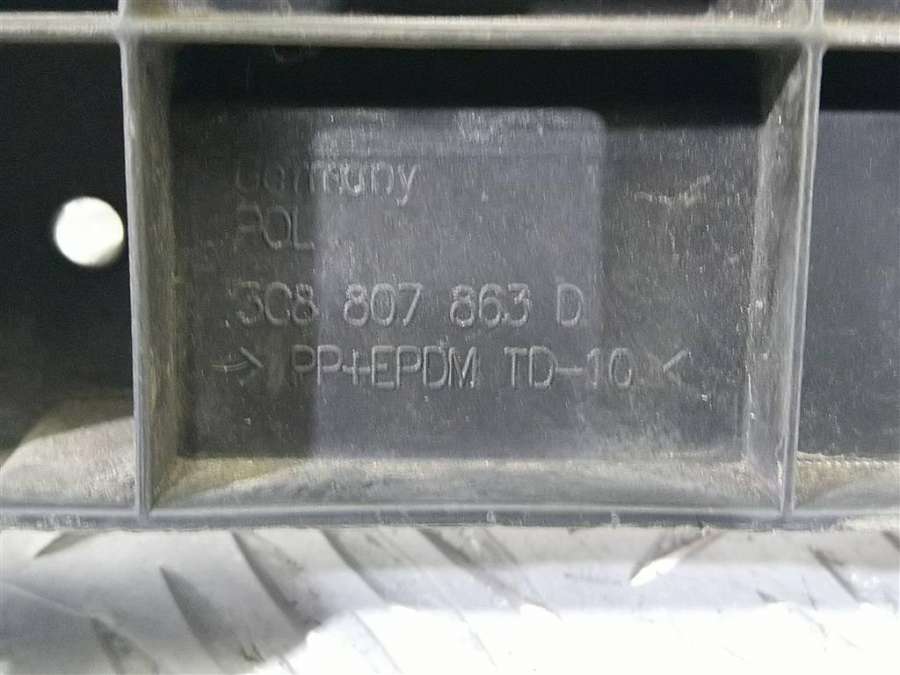 Germany
POL
3C8 807 863 D
> PP+EPDM TD-10 <